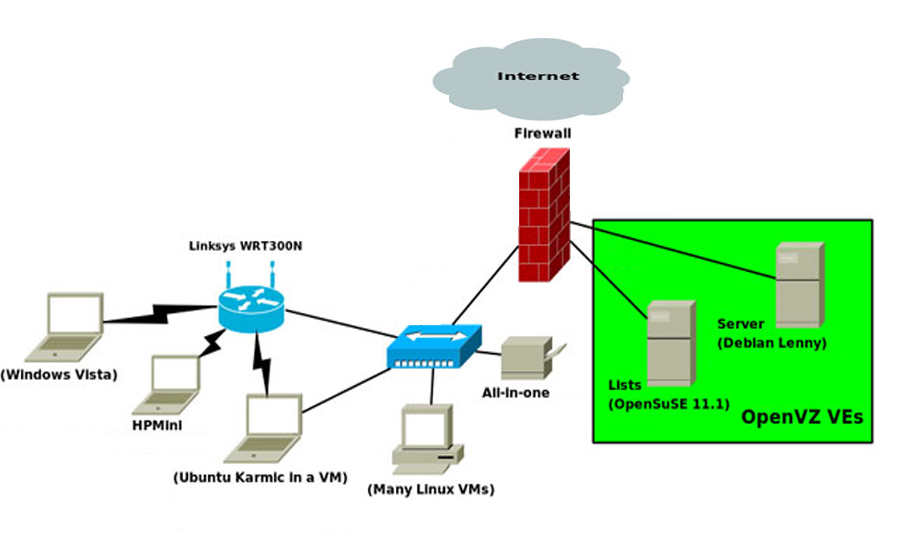 Internet
Firewall
Linksys WRT300N
Server
(Debian Lenny)
(Windows Vista)
All-in-one
Lists
(OpenSuSE 11.1)
OpenVZ VEs
HPMini
(Ubuntu Karmic in a VM)
(Many Linux VMs)